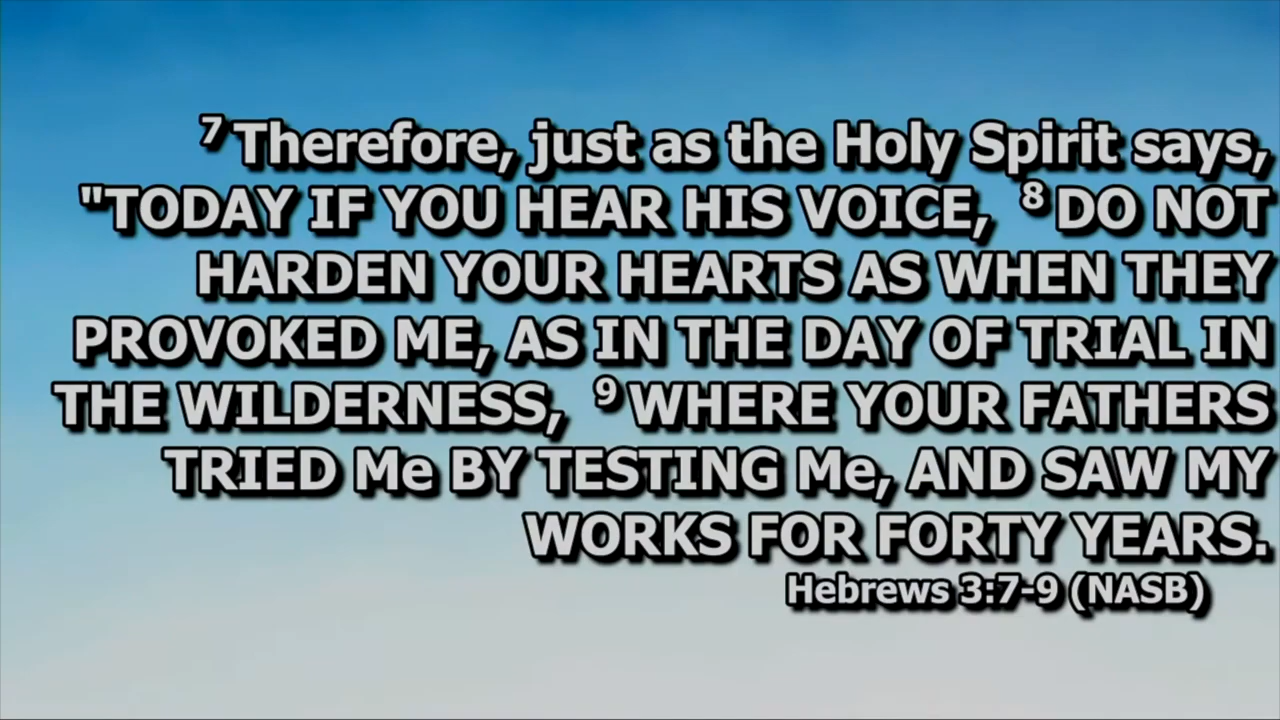 7 Therefore, just as the Holy Spirit says,
"TODAY IF YOU HEAR HIS VOICE, 8 DO NOT
HARDEN YOUR HEARTS AS WHEN THEY
PROVOKED ME, AS IN THE DAY OF TRIAL IN
THE WILDERNESS, 9 WHERE YOUR FATHERS
TRIED Me BY TESTING Me, AND SAW MY
WORKS FOR FORTY YEARS.
Hebrews 3:7-9 (NASB)